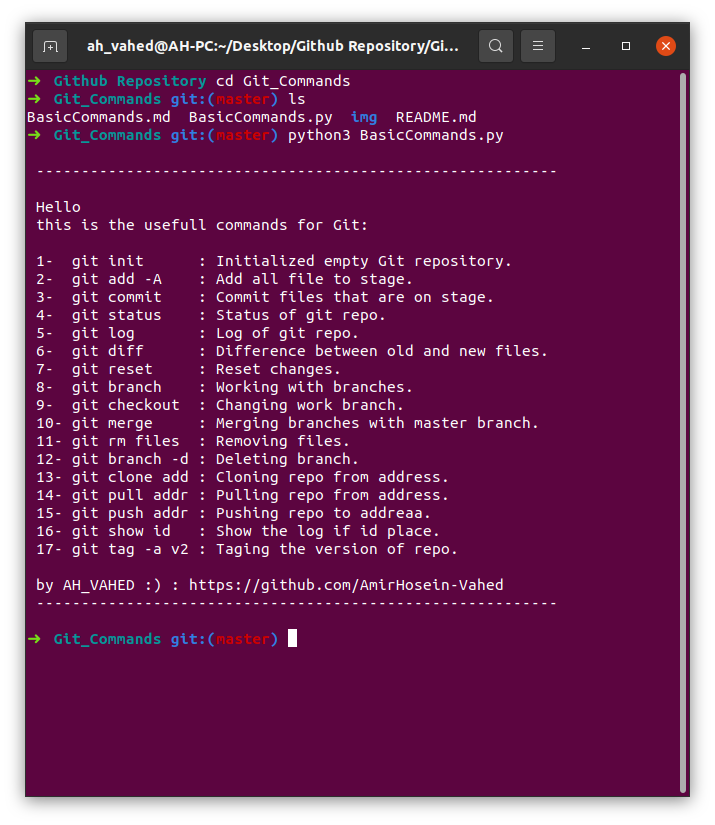 ah_vahed@AH-PC:~/Desktop/Github Repository/Gi...
➜  Github Repository cd Git_Commands
➜  Git_Commands git:(master) ls
BasicCommands.md  BasicCommands.py  img  README.md
➜  Git_Commands git:(master) python3 BasicCommands.py
----------------------------------------------------------
Hello
this is the usefull commands for Git:
1-  git init      : Initialized empty Git repository.
2-  git add -A    : Add all file to stage.
3-  git commit    : Commit files that are on stage.
4-  git status    : Status of git repo.
5-  git log       : Log of git repo.
6-  git diff      : Difference between old and new files.
7-  git reset     : Reset changes.
8-  git branch    : Working with branches.
9-  git checkout  : Changing work branch.
10- git merge     : Merging branches with master branch.
11- git rm files  : Removing files.
12- git branch -d : Deleting branch.
13- git clone add : Cloning repo from address.
14- git pull addr : Pulling repo from address.
15- git push addr : Pushing repo to addreaa.
16- git show id   : Show the log if id place.
17- git tag -a v2 : Taging the version of repo.
by AH_VAHED :) : https://github.com/AmirHosein-Vahed
----------------------------------------------------------
➜  Git_Commands git:(master)